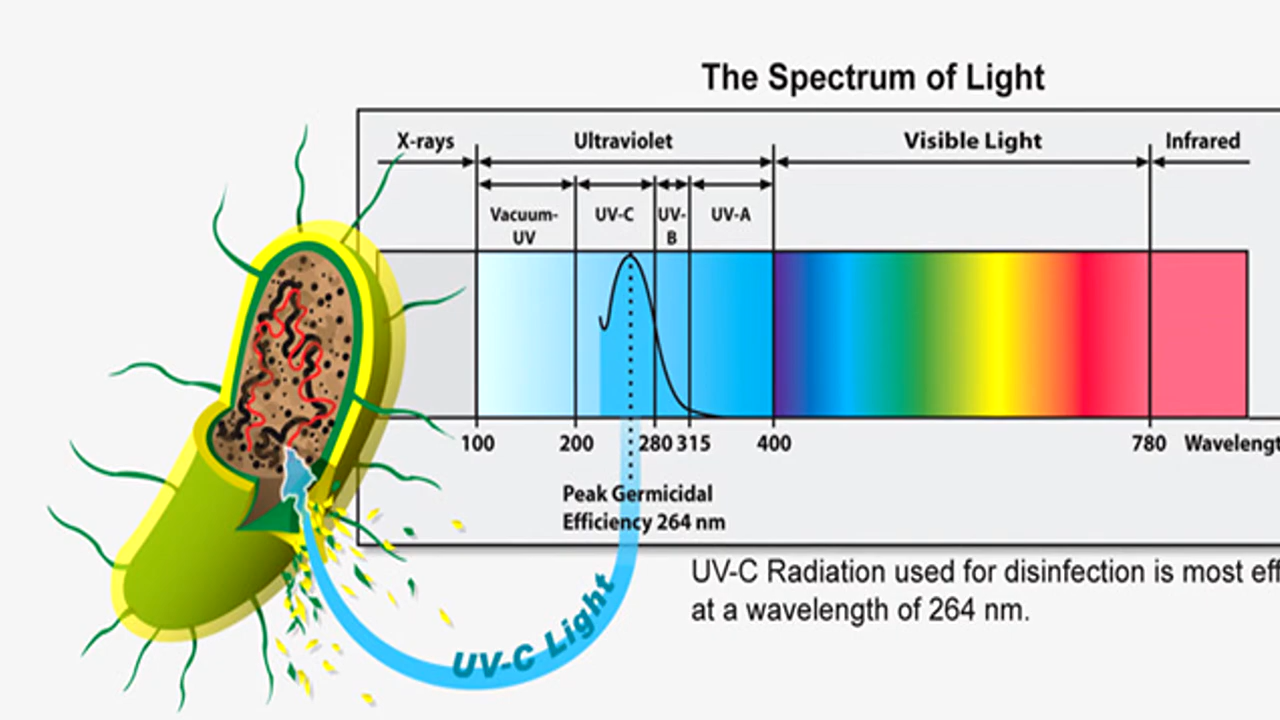 The Spectrum of Light
X-rays Ultraviolet Visible Light Infrared
Vacuum-
UV
UV-C
UV-
B
UV-A
100 200 280 315 400 780 Wavelengt
Peak Germicidal
Efficiency 264 nm
UV-C Radiation used for disinfection is most eff
at a wavelength of 264 nm.
UV-C Light